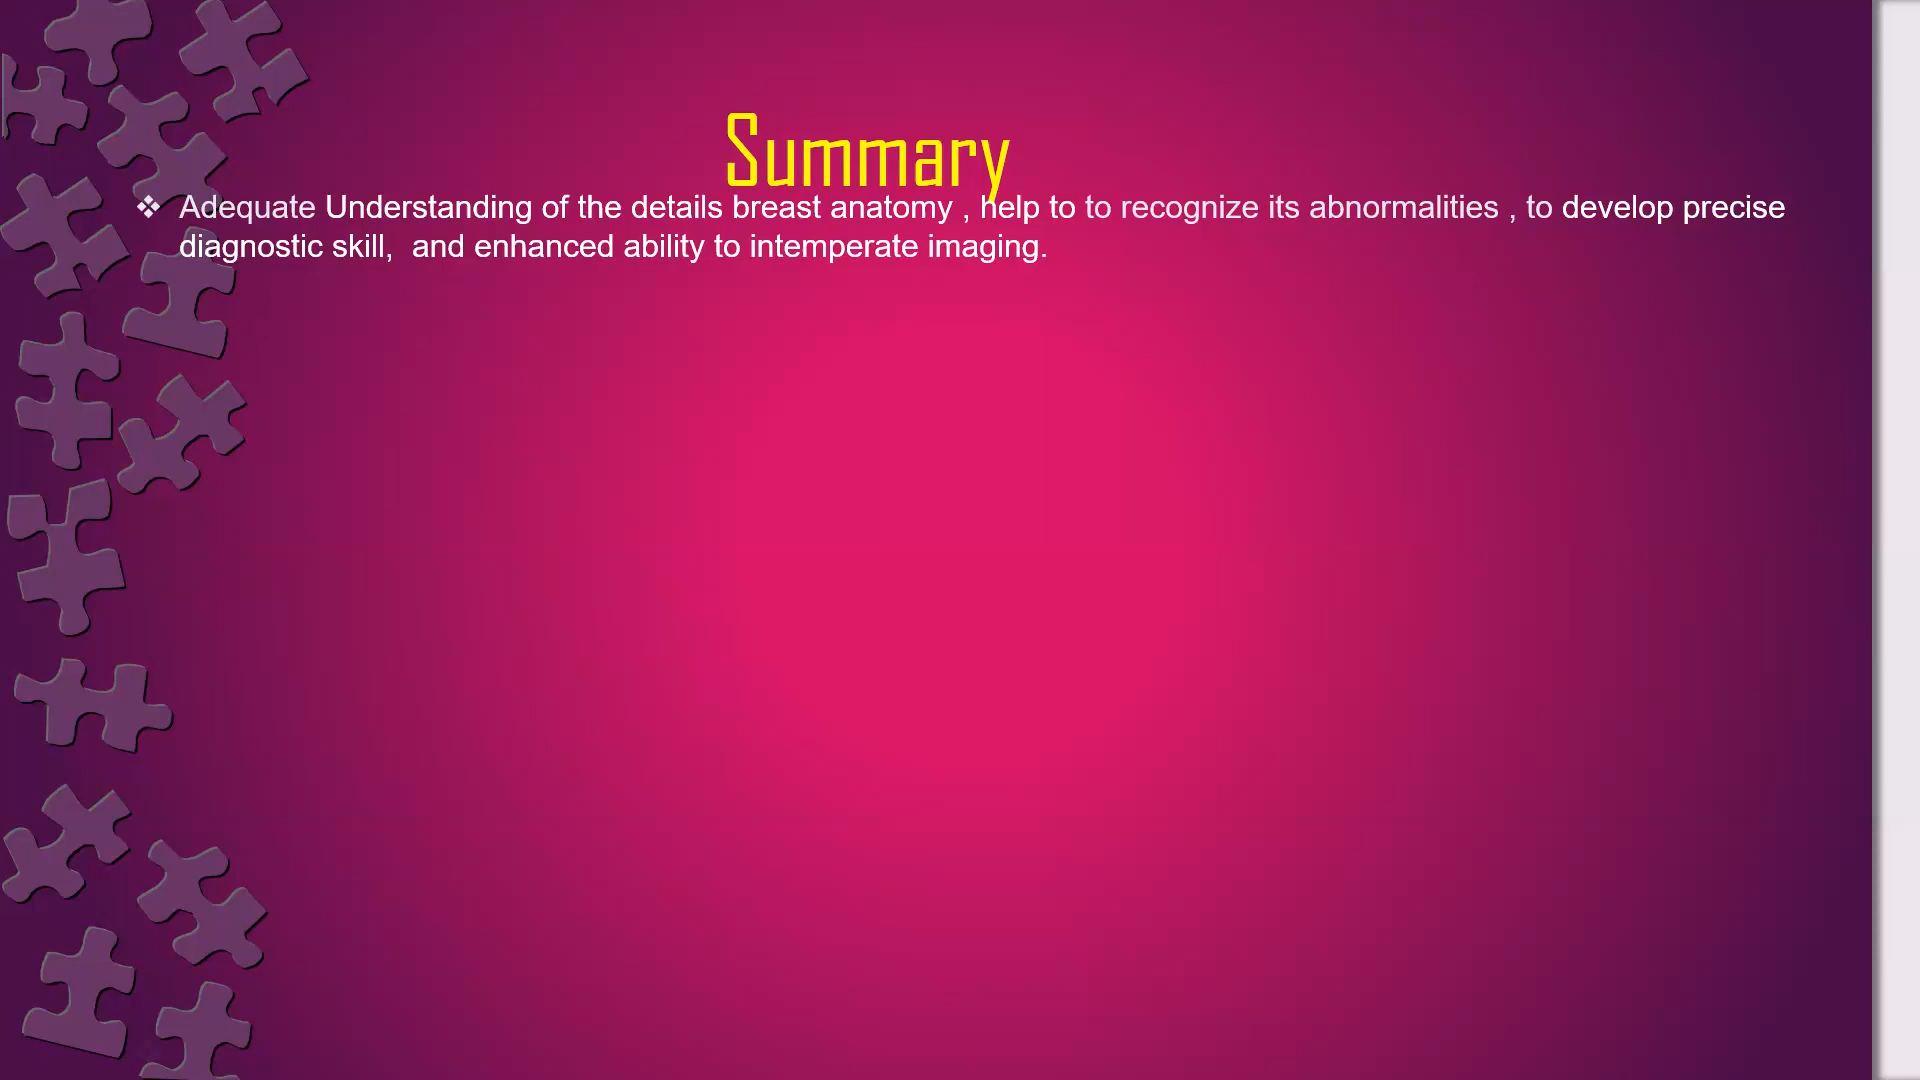 Summary
❖ Adequate Understanding of the details breast anatomy , help to to recognize its abnormalities , to develop precise
diagnostic skill,  and enhanced ability to intemperate imaging.